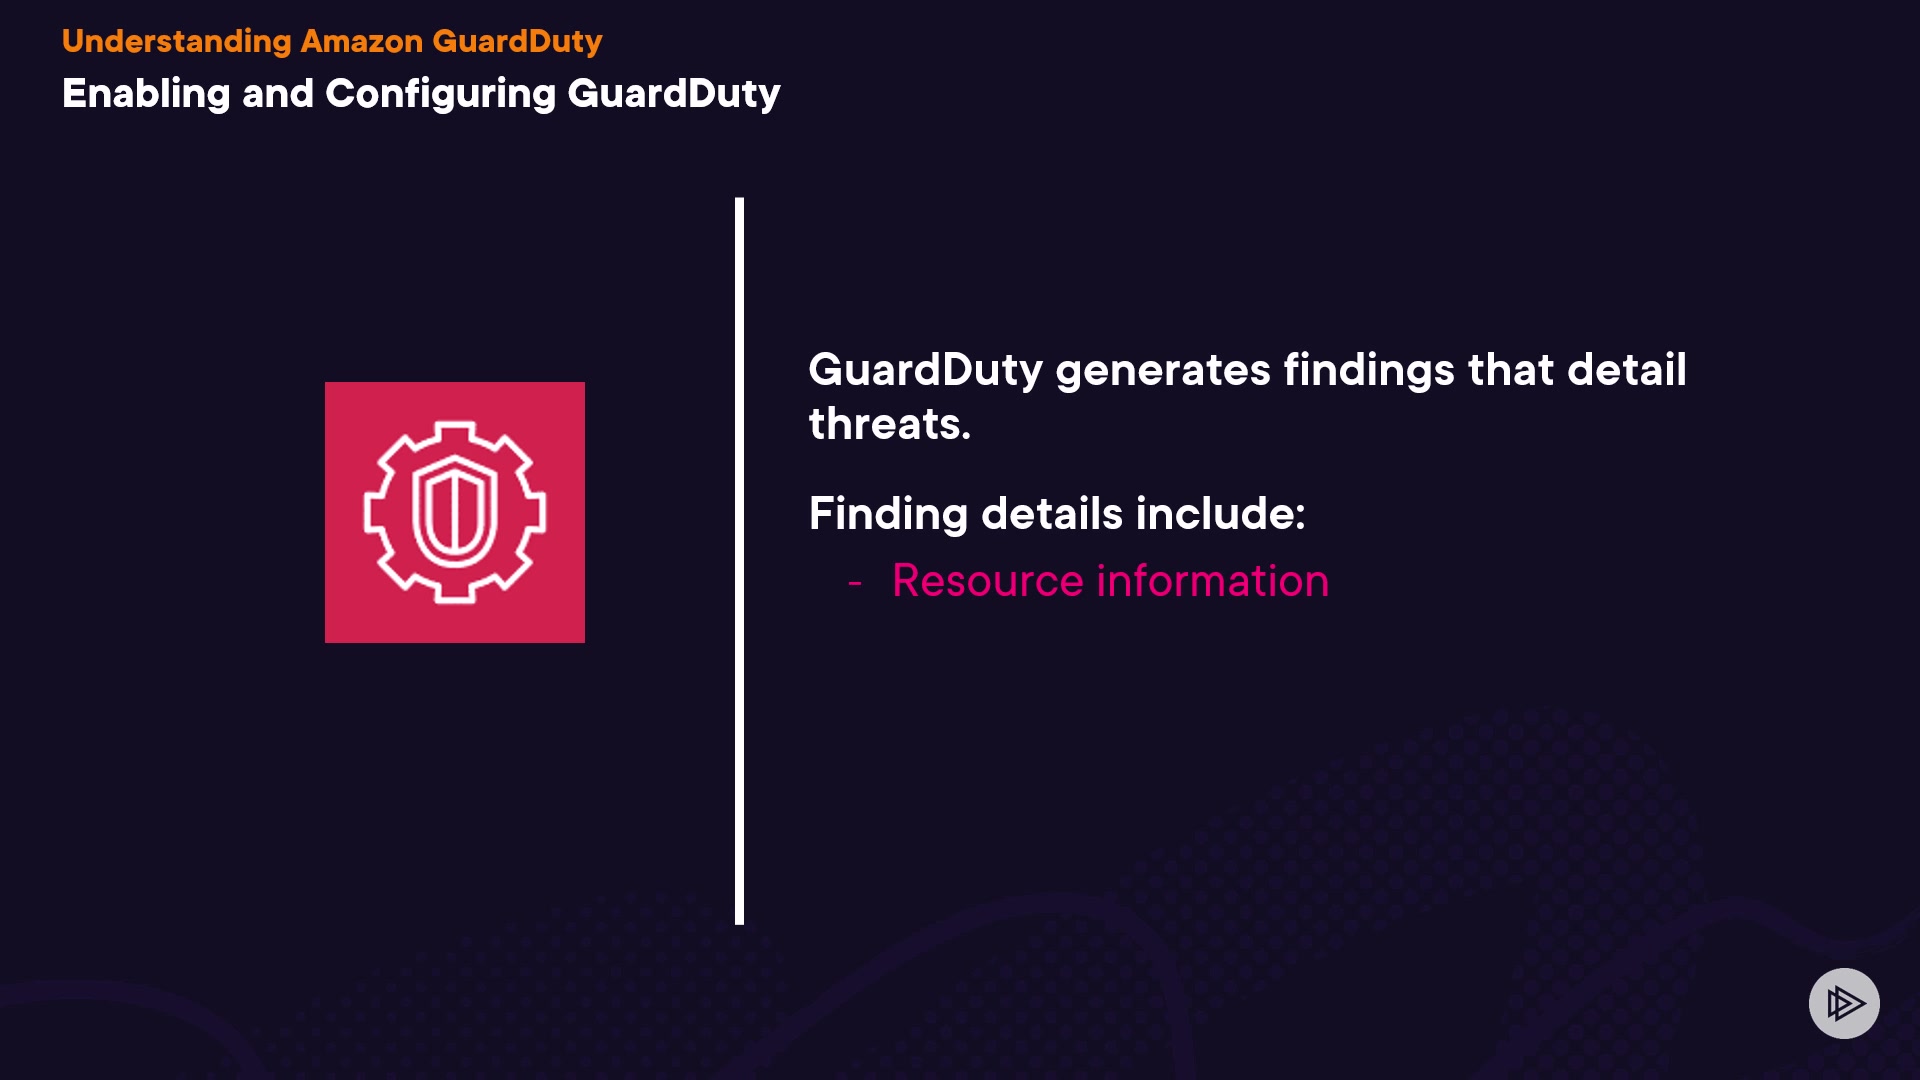 Understanding Amazon GuardDuty
Enabling and Configuring GuardDuty
GuardDuty generates findings that detail
threats.
Finding details include:
- Resource information